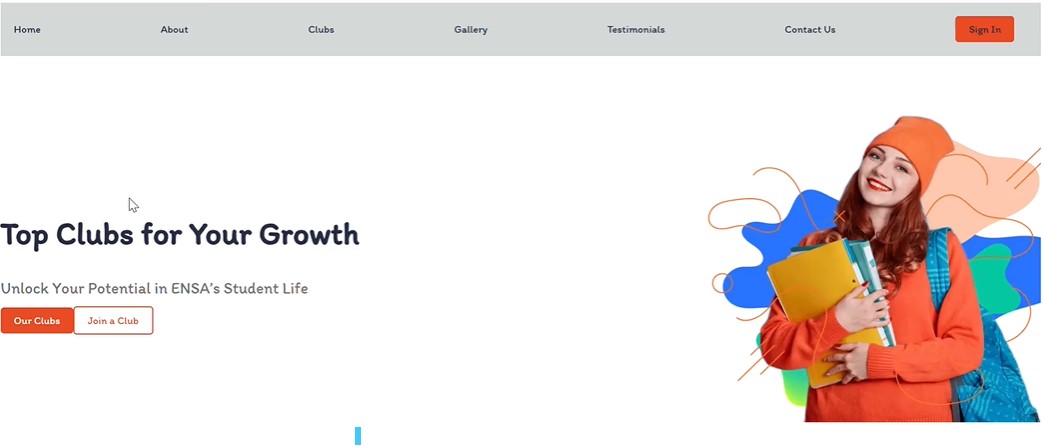 Home About Clubs Gallery Testimonials Contact Us Sign In
Top Clubs for Your Growth
Unlock Your Potential in ENSA's Student Life
Our Clubs Join a Club